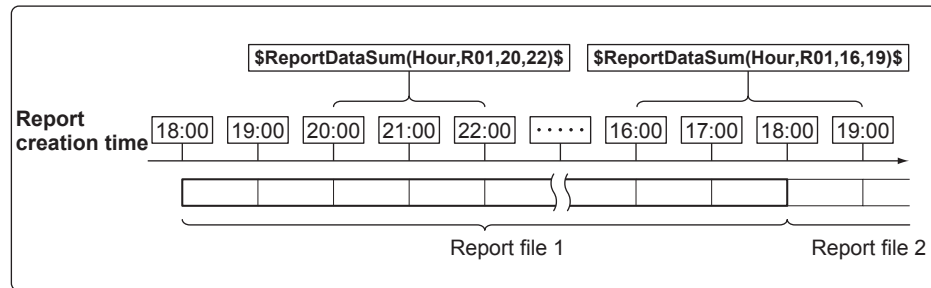 $ReportDataSum(Hour,R01,20,22)$ $ReportDataSum(Hour,R01,16,19)$
Report
creation time 18:00 19:00 20:00 21:00 22:00 ····· 16:00 17:00 18:00 19:00
Report file 1 Report file 2